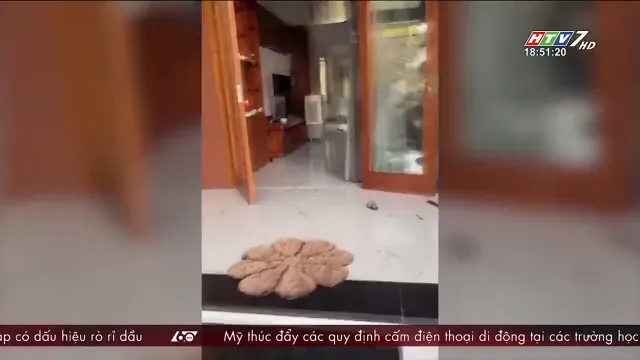 HTV7 HD
18:51:20
ap có dấu hiệu rò rỉ dầu 60 Mỹ thúc đẩy các quy định cấm điện thoại di động tại các trường học